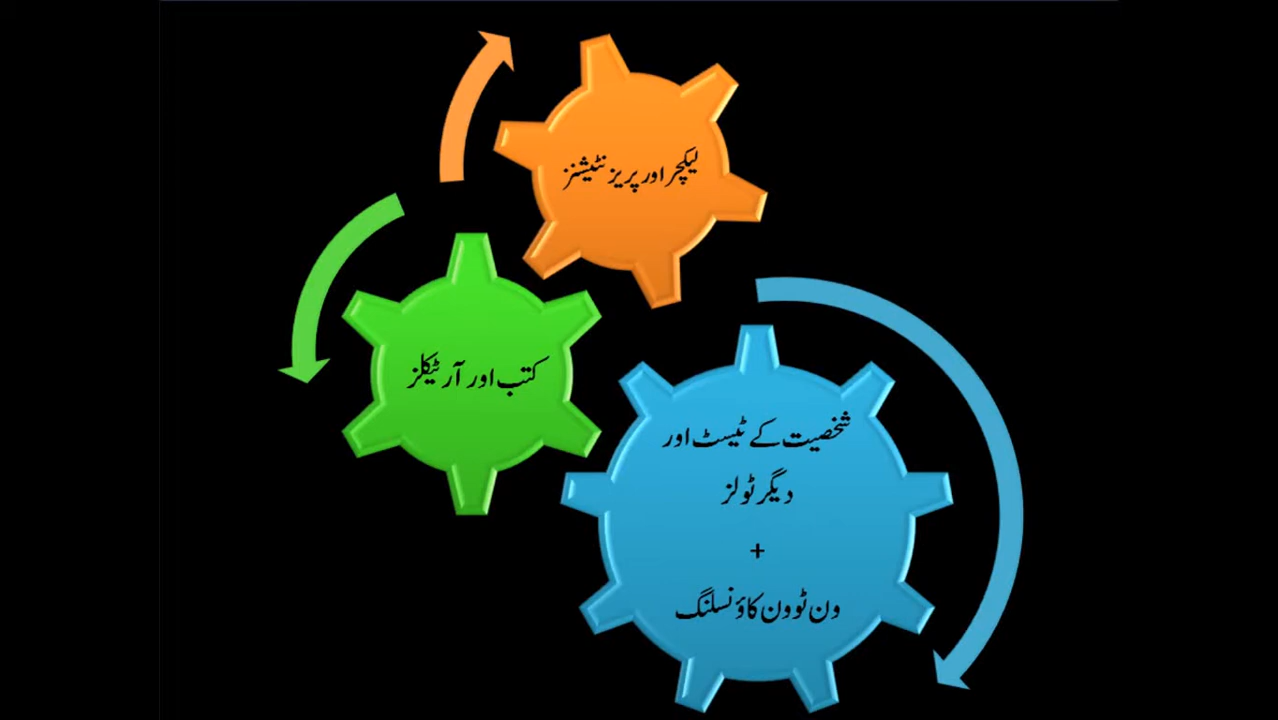 لیکچر اور پریزنٹیشنز
کتب اور آرٹیکلز
شخصیت کے ٹیسٹ اور
دیگر ٹولز
+
ون ٹو ون کاؤنسلنگ